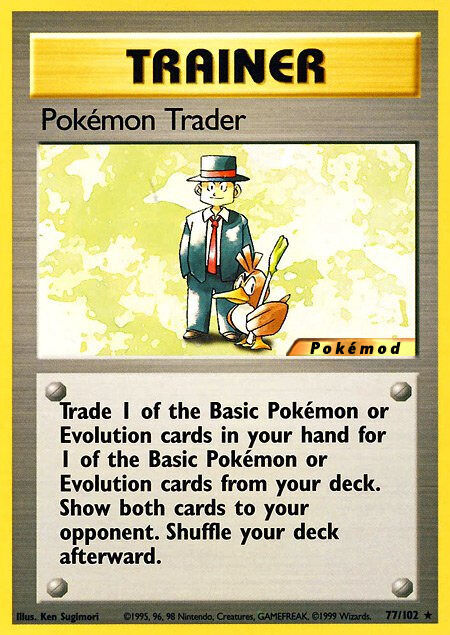 TRAINER
Pokémon Trader
Pokémod
Trade 1 of the Basic Pokémon or
Evolution cards in your hand for
1 of the Basic Pokémon or
Evolution cards from your deck.
Show both cards to your
opponent. Shuffle your deck
afterward.
Illus. Ken Sugimori ©1995, 96, 98 Nintendo, Creatures, GAMEFREAK. ©1999 Wizards. 77/102 ★